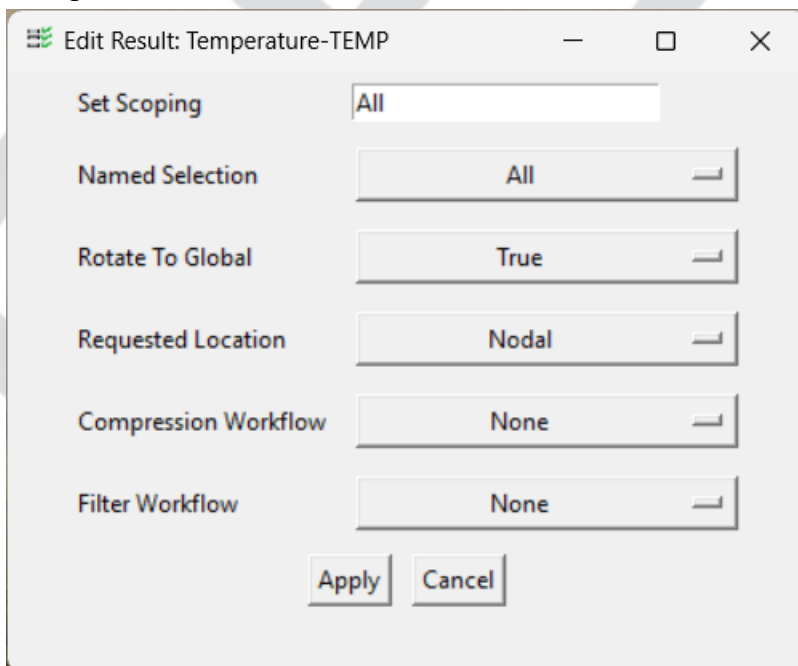 Edit Result: Temperature-TEMP
Set Scoping All
Named Selection All
Rotate To Global True
Requested Location Nodal
Compression Workflow None
Filter Workflow None
Apply Cancel